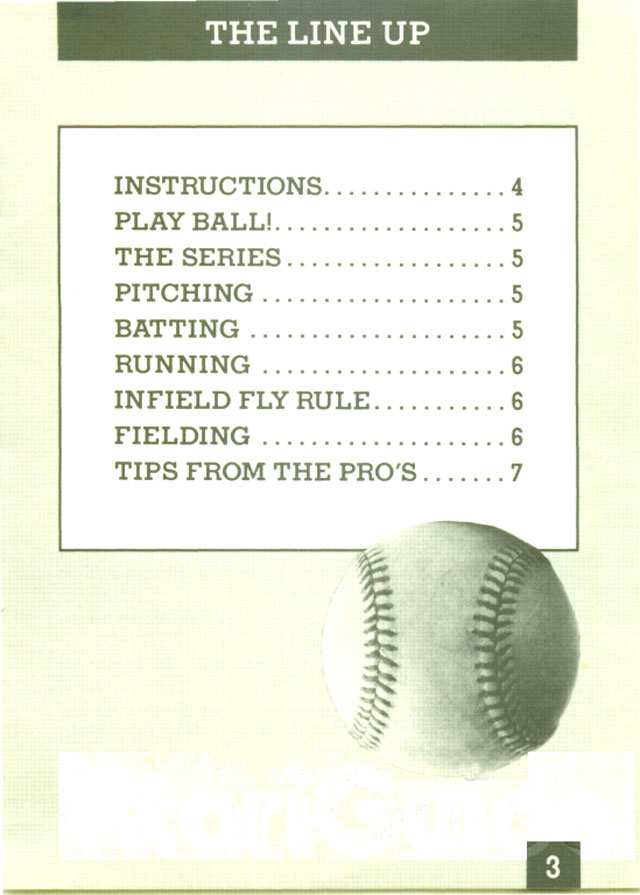 THE LINE UP
INSTRUCTIONS............... 4
PLAY BALL!................... 5
THE SERIES.................. 5
PITCHING .................... 5
BATTING ..................... 5
RUNNING .................... 6
INFIELD FLY RULE........... 6
FIELDING .................... 6
TIPS FROM THE PRO'S....... 7
3